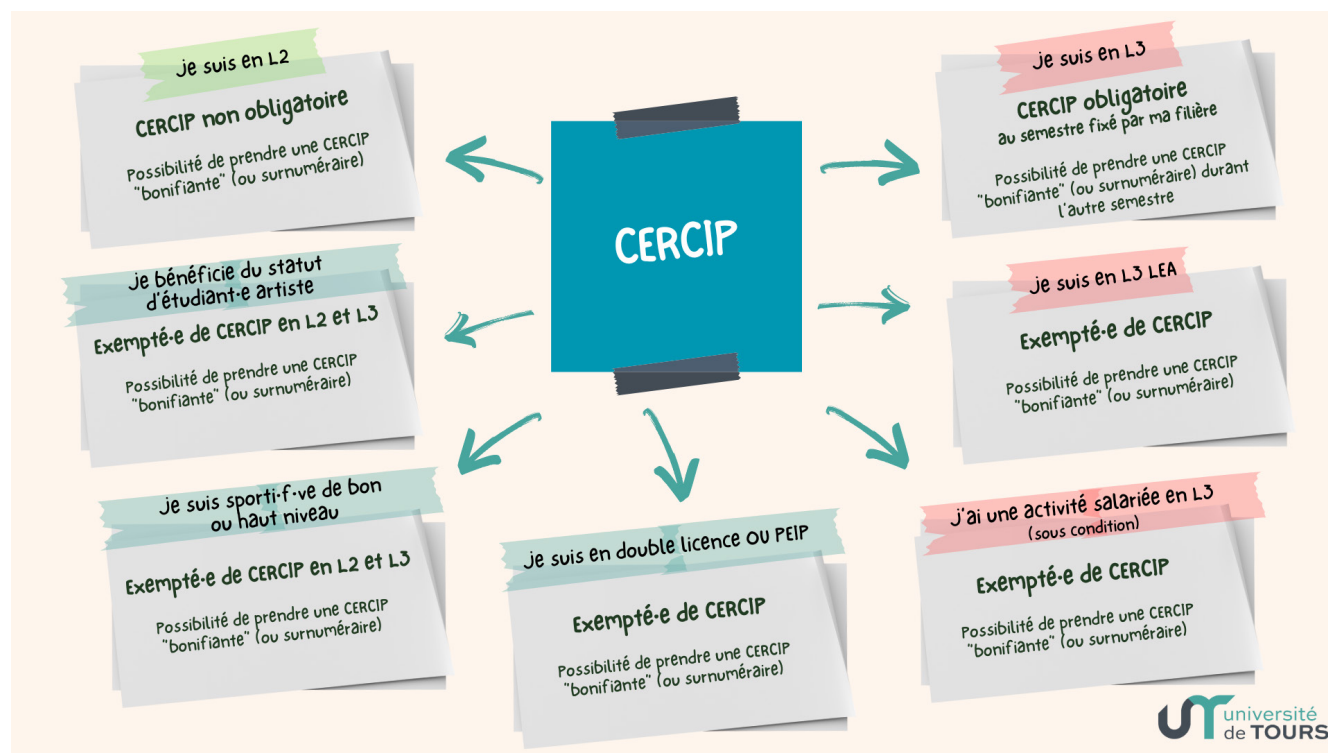 je suis en L2
CERCIP non obligatoire
Possibilité de prendre une CERCIP
"bonifiante" (ou surnuméraire)
je bénéficie du statut
d'étudiant·e artiste
Exempté·e de CERCIP en L2 et L3
Possibilité de prendre une CERCIP
"bonifiante" (ou surnuméraire)
je suis sporti·f·ve de bon
ou haut niveau
Exempté·e de CERCIP en L2 et L3
Possibilité de prendre une CERCIP
"bonifiante" (ou surnuméraire)
CERCIP
je suis en double licence OU PEIP
Exempté·e de CERCIP
Possibilité de prendre une CERCIP
"bonifiante" (ou surnuméraire)
je suis en L3
CERCIP obligatoire
au semestre fixé par ma filière
Possibilité de prendre une CERCIP
"bonifiante" (ou surnuméraire) durant
l'autre semestre
je suis en L3 LEA
Exempté·e de CERCIP
Possibilité de prendre une CERCIP
"bonifiante" (ou surnuméraire)
j'ai une activité salariée en L3
(sous condition)
Exempté·e de CERCIP
Possibilité de prendre une CERCIP
"bonifiante" (ou surnuméraire)
université
de TOURS